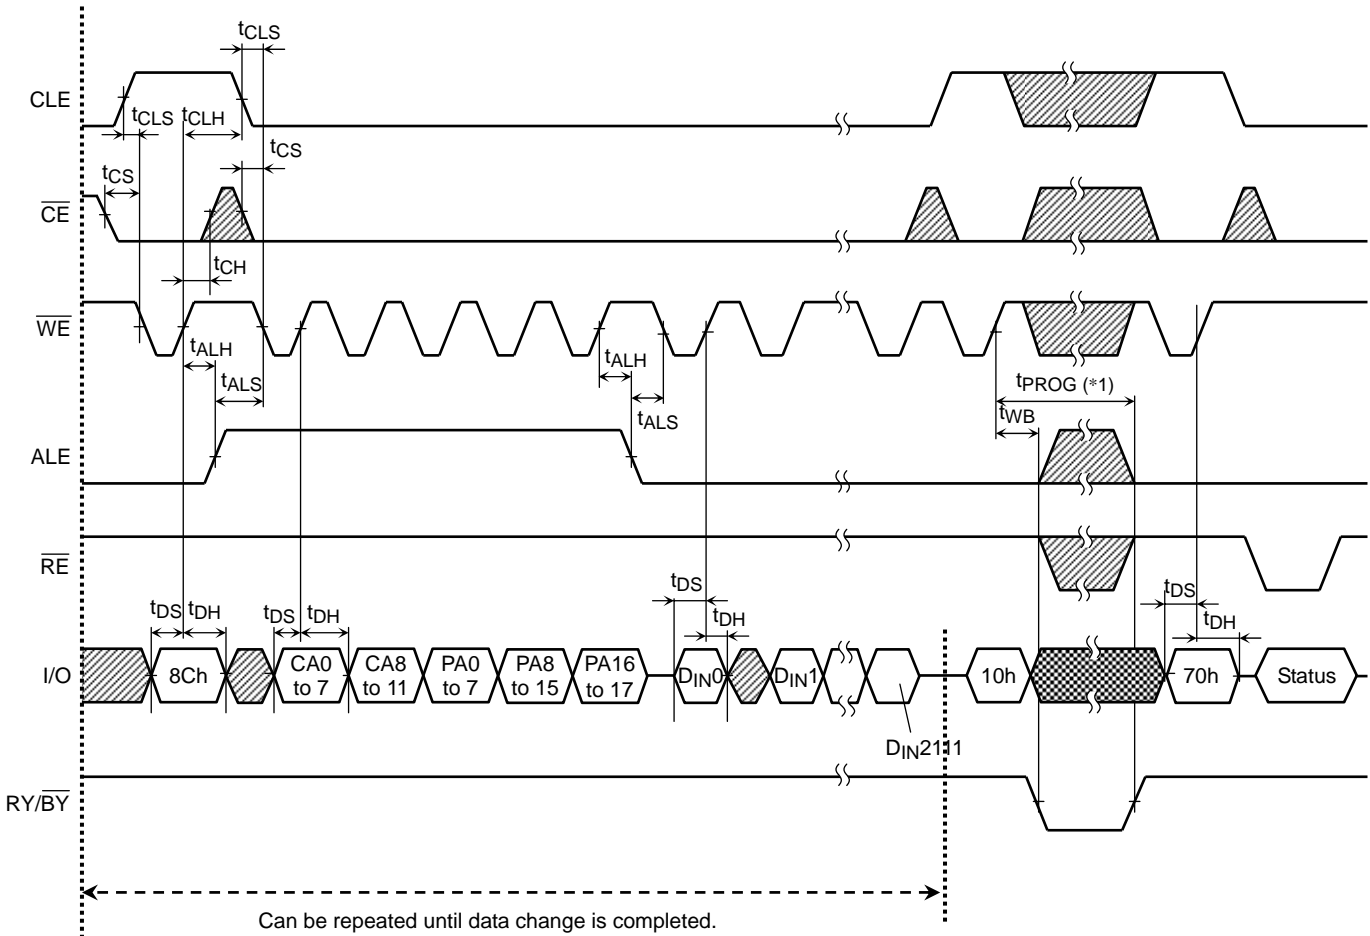 tCLS
CLE
tCLS tCLH
tCS
tCS
CE
tCH
WE
tALH
tALH
tPROG (*1)
tALS
tALS
tWB
ALE
RE
tDS
tDS tDH tDS tDH
tDH
tDS
tDH
I/O
8Ch
CA0 to 7
CA8 to 11
PA0 to 7
PA8 to 15
PA16 to 17
DIN0
DIN1
10h
70h
Status
DIN2111
RY/BY
Can be repeated until data change is completed.